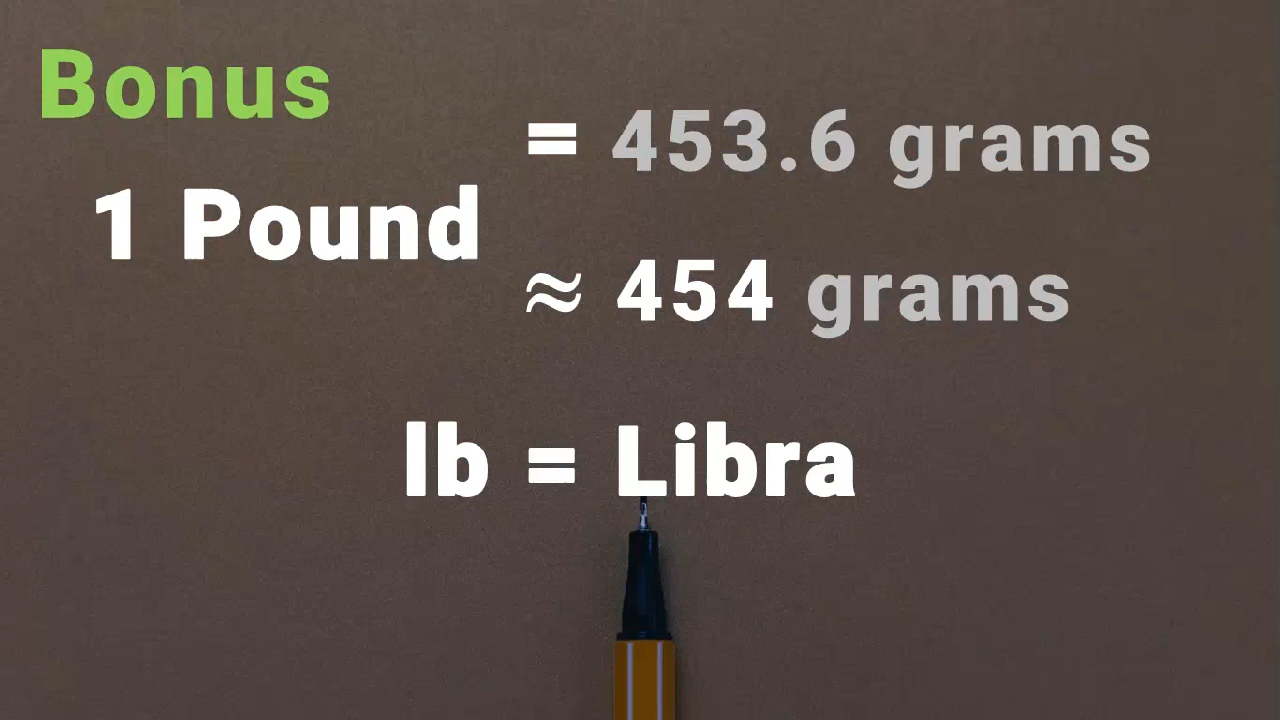 Bonus
= 453.6 grams
1 Pound
≈ 454 grams
lb = Libra